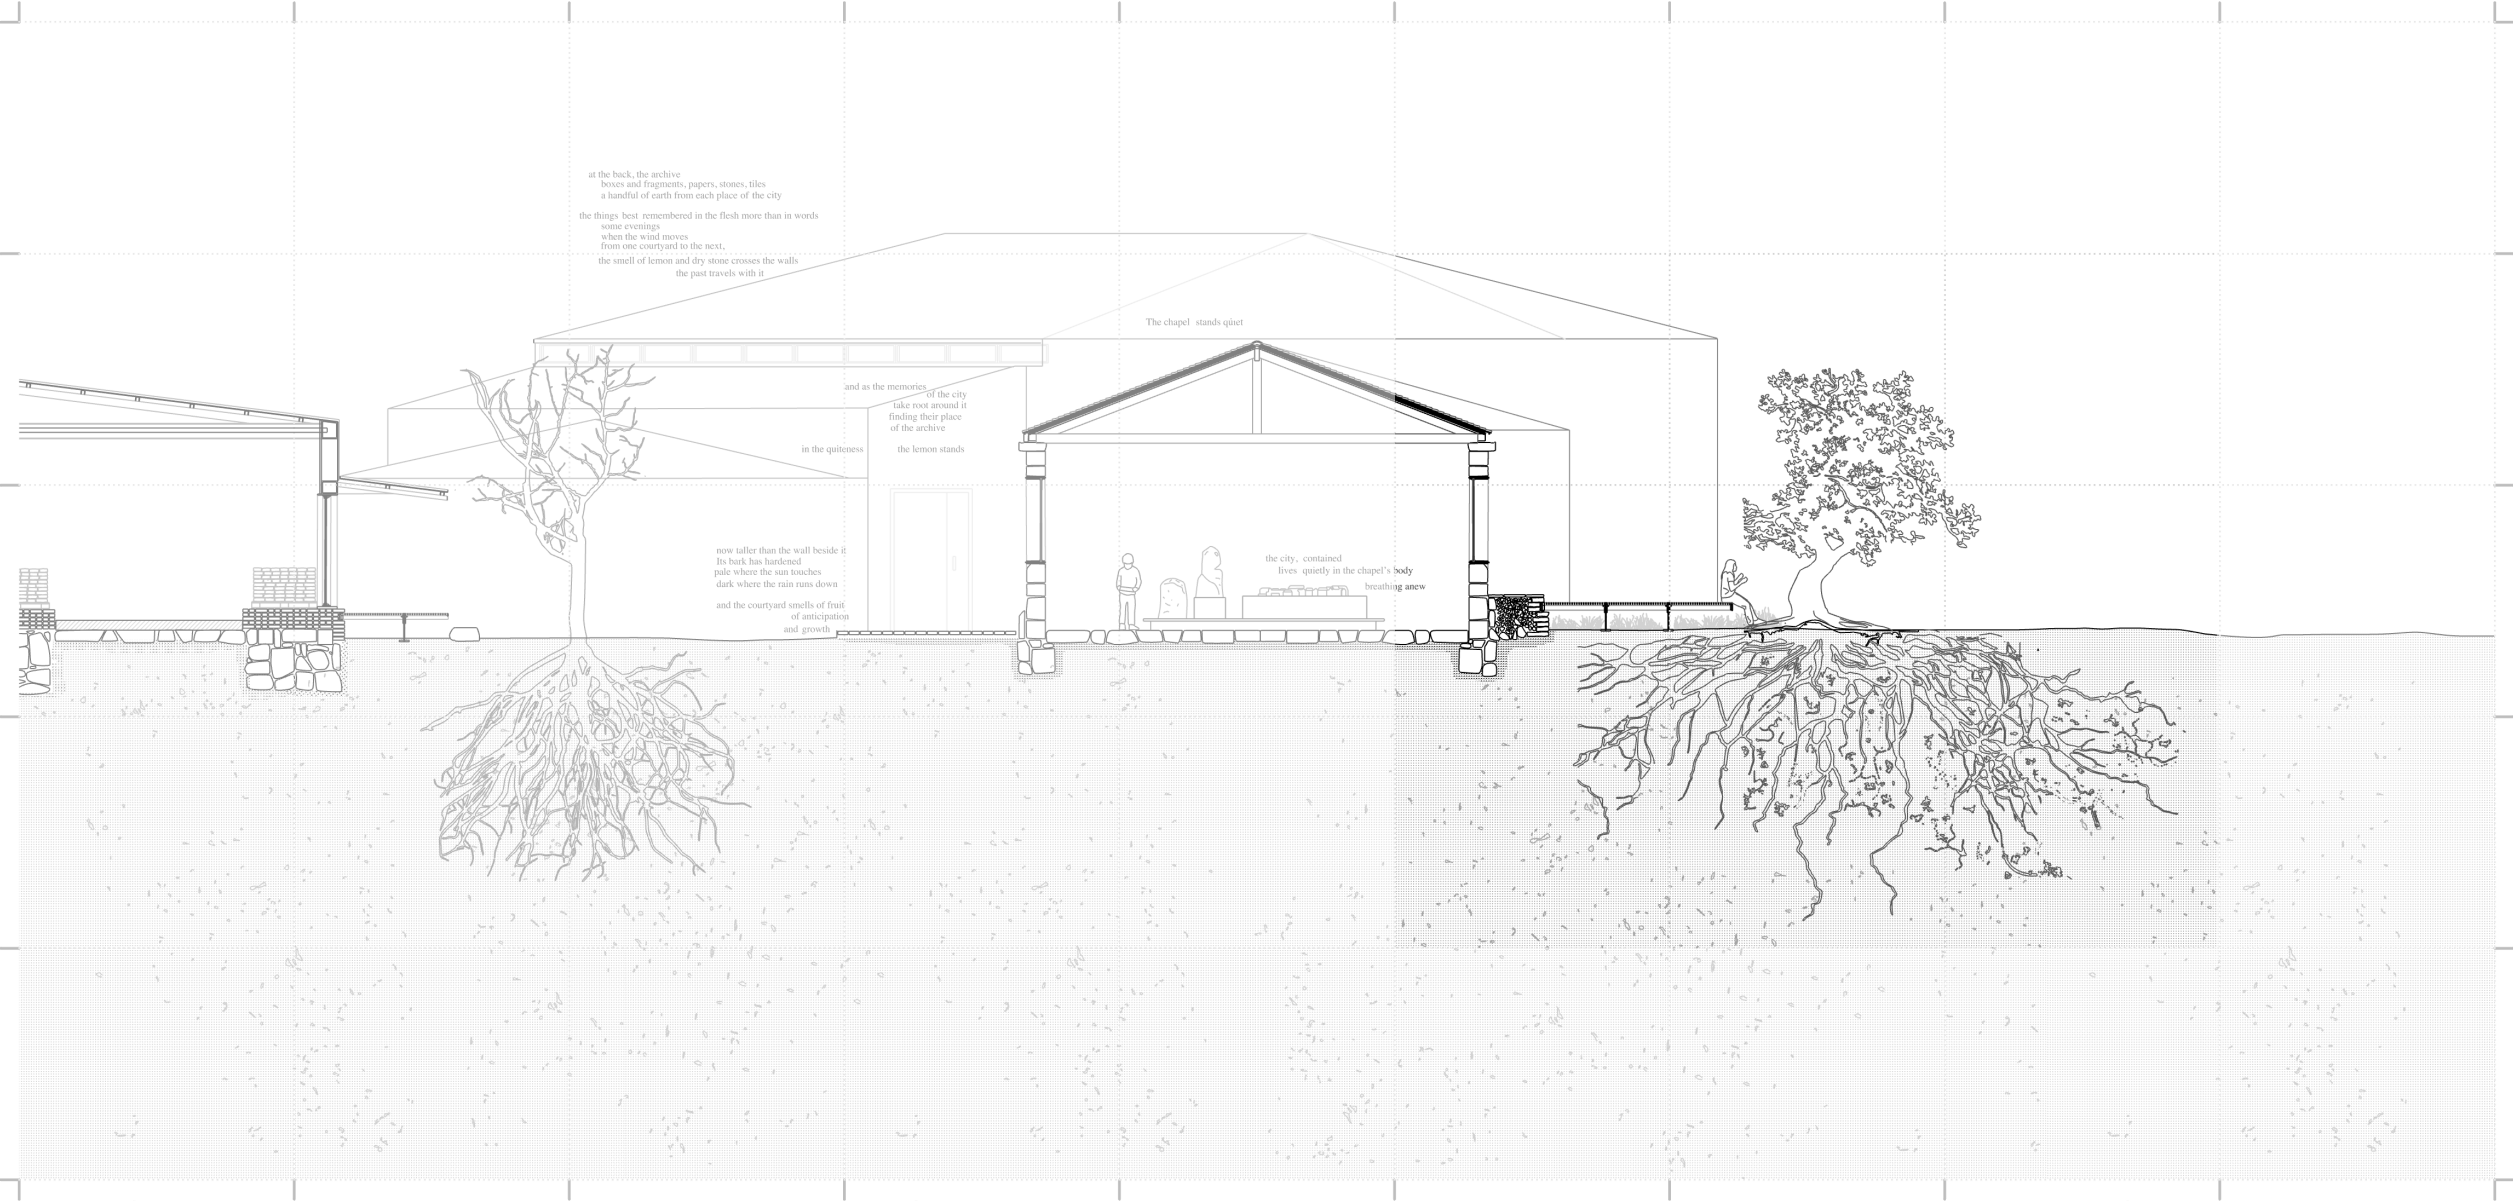 at the back, the archive
boxes and fragments, papers, stones, tiles
a handful of earth from each place of the city
the things best remembered in the flesh more than in words
some evenings
when the wind moves
from one courtyard to the next,
the smell of lemon and dry stone crosses the walls
the past travels with it
The chapel stands quiet
and as the memories
of the city
take root around it
finding their place
of the archive
in the quiteness the lemon stands
now taller than the wall beside it
Its bark has hardened
pale where the sun touches
dark where the rain runs down
and the courtyard smells of fruit
of anticipation
and growth
the city, contained
lives quietly in the chapel's body
breathing anew